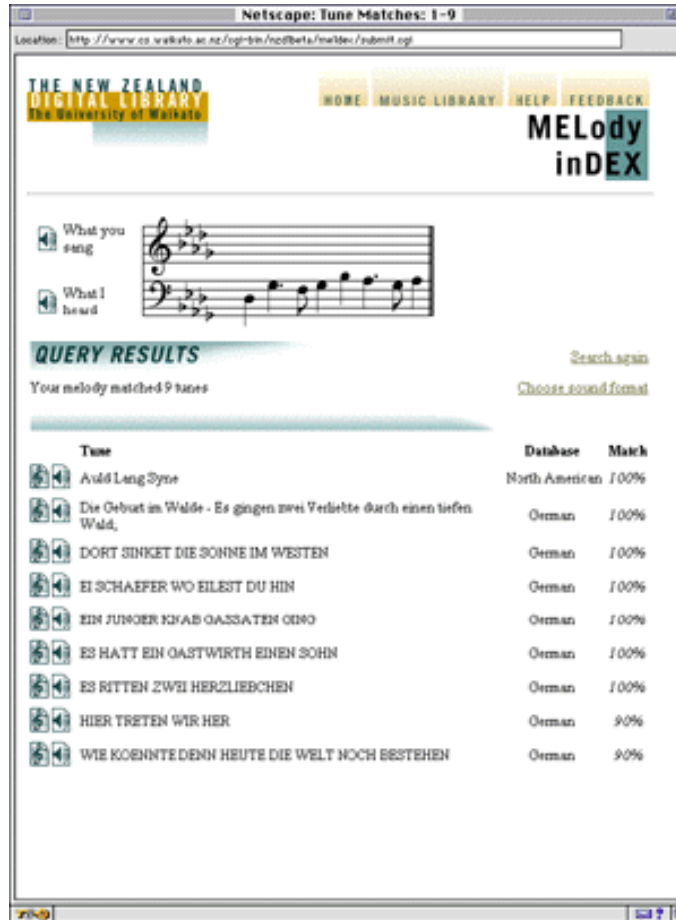 Netscape: Tune Matches: 1-9
Location: http://www.cs.waikato.ac.nz/cgi-bin/nzdlbeta/meldex/submit.cgi
THE NEW ZEALAND
DIGITAL LIBRARY
The University of Waikato
HOME MUSIC LIBRARY HELP FEEDBACK
MELody
inDEX
What you
sang
What I
heard
QUERY RESULTS
Search again
Your melody matched 9 tunes
Choose sound format
Tune Database Match
Auld Lang Syne North American 100%
Die Geburt im Walde - Es gingen zwei Verliebte durch einen tiefen
Wald, German 100%
DORT SINKET DIE SONNE IM WESTEN German 100%
EI SCHAEFER WO EILEST DU HIN German 100%
EIN JUNGER KNAB GASSATEN GING German 100%
ES HATT EIN GASTWIRTH EINEN SOHN German 100%
ES RITTEN ZWEI HERZLIEBCHEN German 100%
HIER TRETEN WIR HER German 90%
WIE KOENNTE DENN HEUTE DIE WELT NOCH BESTEHEN German 90%